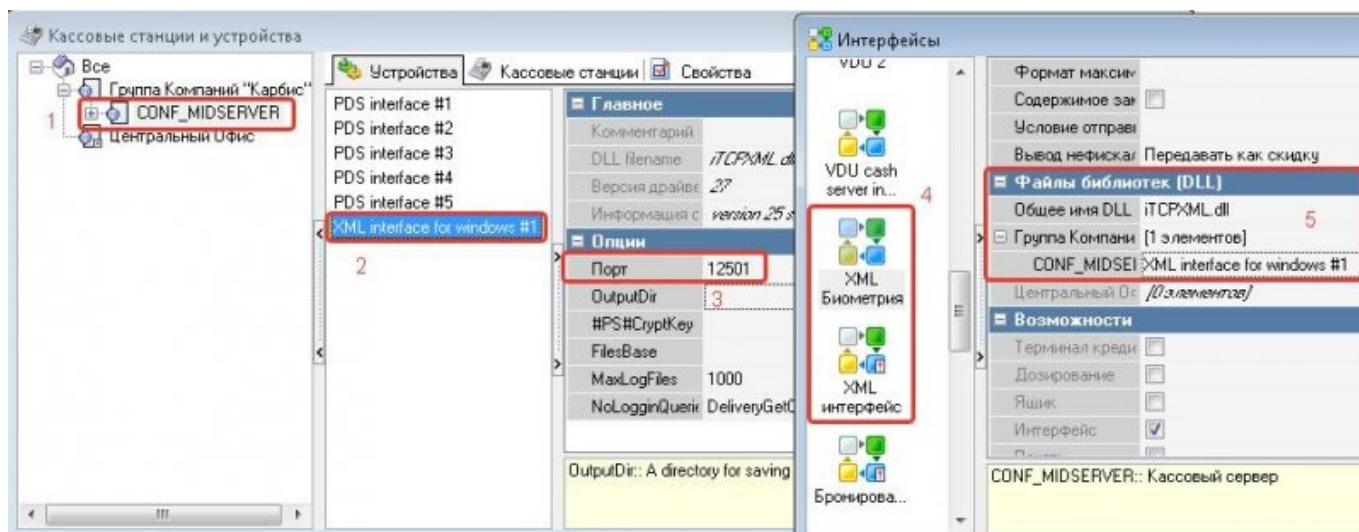 Кассовые станции и устройства
Все
Группа Компаний "Карбис"
1
CONF_MIDSERVER
Центральный Офис
Устройства
Кассовые станции
Свойства
PDS interface #1
PDS interface #2
PDS interface #3
PDS interface #4
PDS interface #5
XML interface for windows #1
2
Главное
Комментарий
DLL filename iTCPXML.dll
Версия драйве 27
Информация с version 25 s
Опции
Порт 12501
OutputDir
3
#PS#CryptKey
FilesBase
MaxLogFiles 1000
NoLogginQuerie DeliveryGetO
OutputDir:: A directory for saving
Интерфейсы
VDU 2
VDU cash
server in...
4
XML
Биометрия
XML
интерфейс
Бронирова...
Формат максим
Содержимое зак
Условие отправи
Вывод нефискал Передавать как скидку
Файлы библиотек (DLL)
Общее имя DLL iTCPXML.dll
5
Группа Компани [1 элементов]
CONF_MIDSEI XML interface for windows #1
Центральный Ос [0 элементов]
Возможности
Терминал креди
Дозирование
Ящик
Интерфейс
CONF_MIDSERVER:: Кассовый сервер